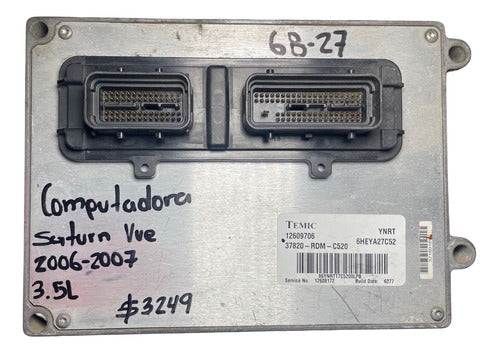 6B-27
Computadora
Saturn Vue
2006-2007
3.5L
$3249
TEMIC
YNRT
12609706
6HEYA27C52
37820-RDM-C520
Service No. 12608172
Build Date: 6277